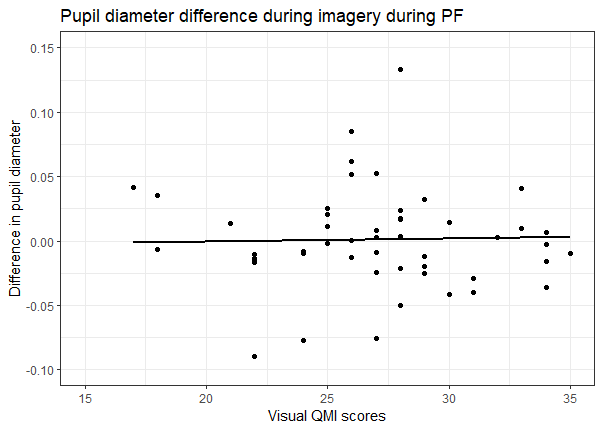 Pupil diameter difference during imagery during PF
Difference in pupil diameter
0.15
0.10
0.05
0.00
-0.05
-0.10
15 20 25 30 35
Visual QMI scores